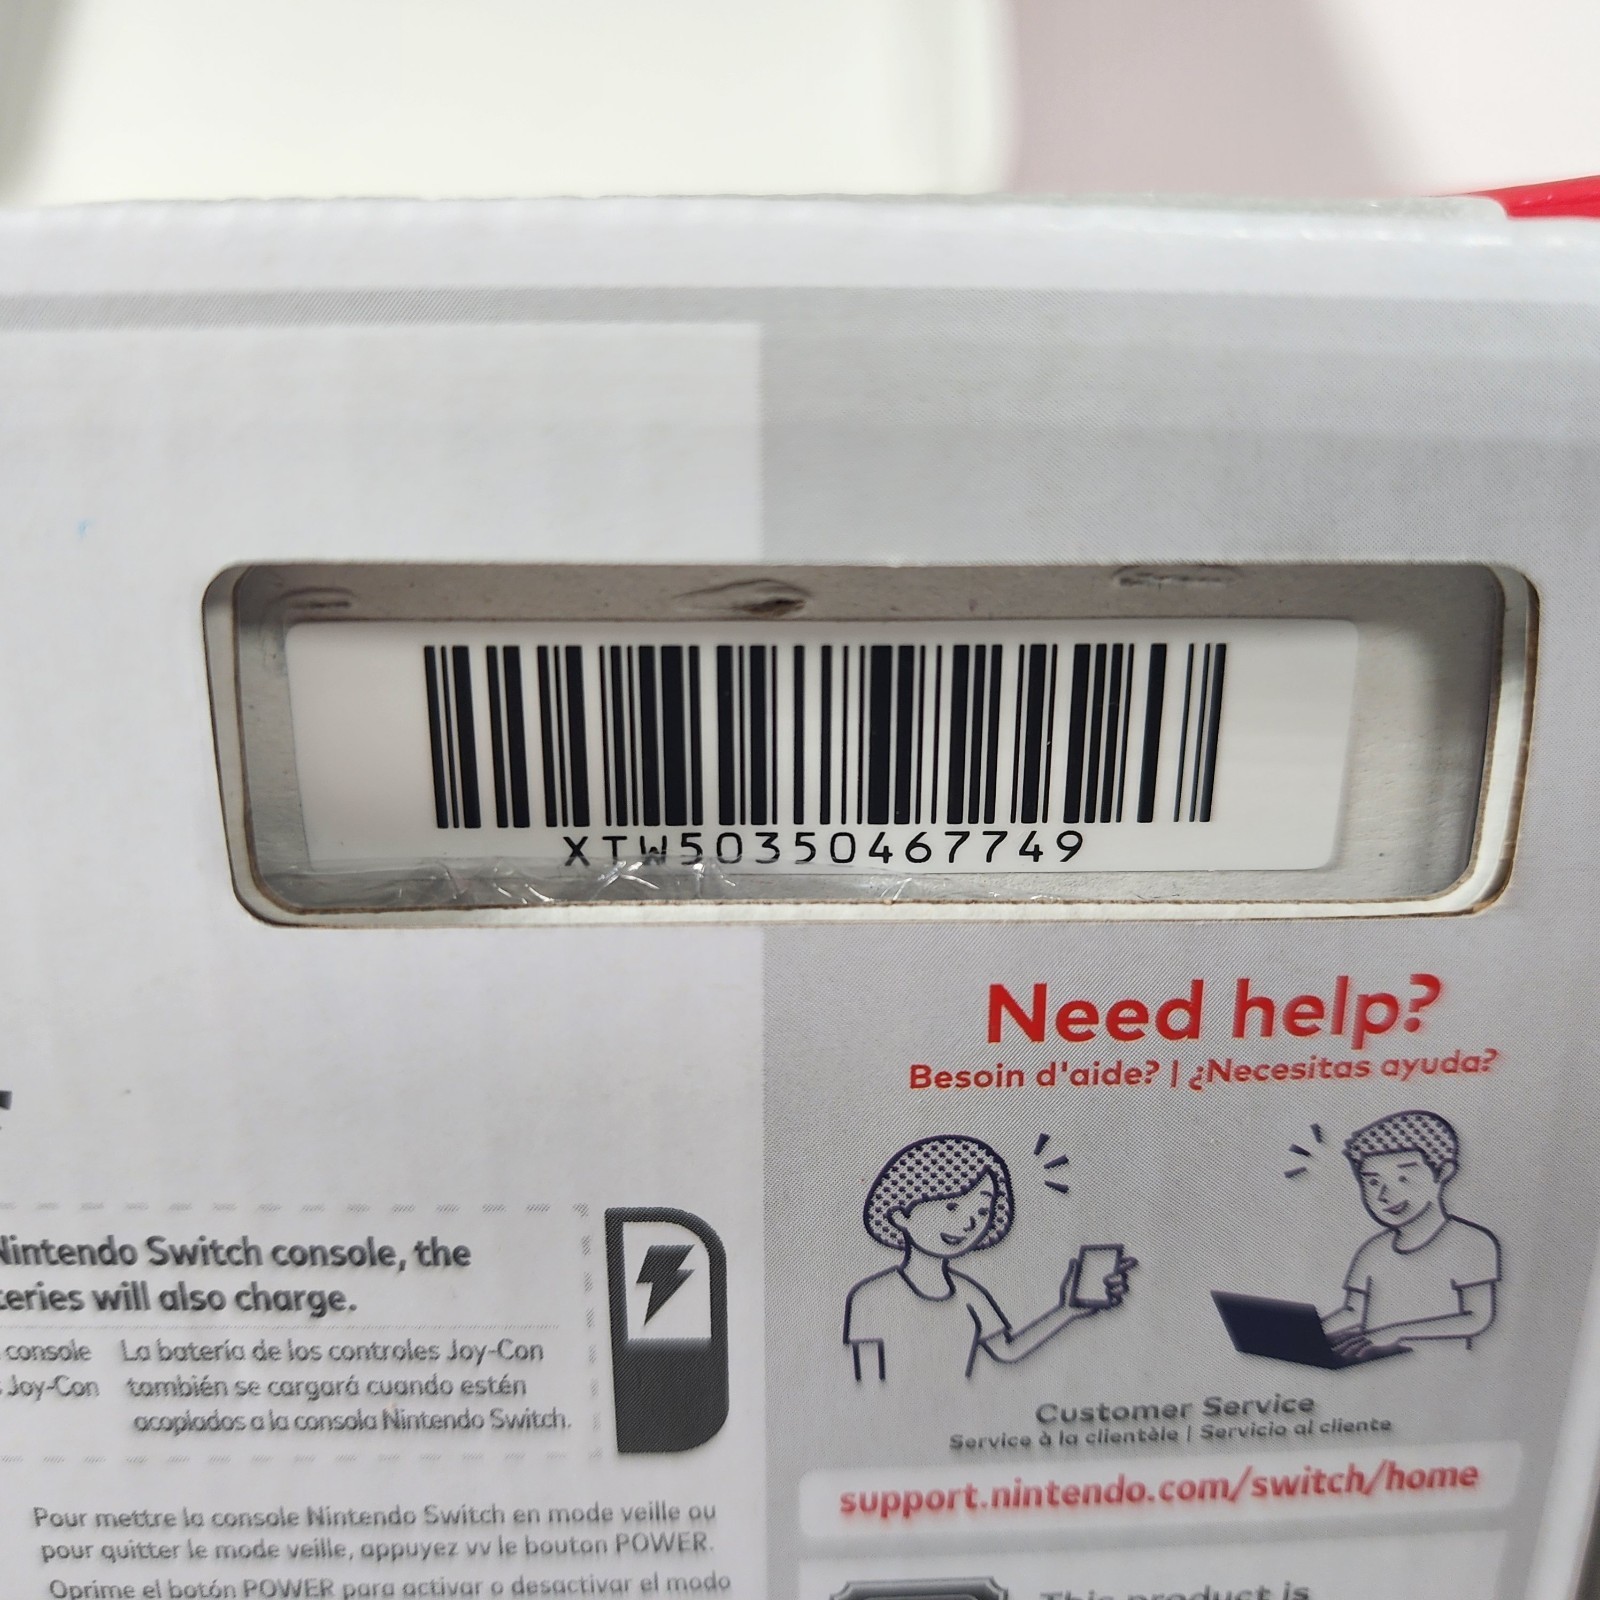 XTW50350467749
Need help?
Besoin d'aide? | ¿Necesitas ayuda?
Nintendo Switch console, the
teries will also charge.
console
Joy-Con
La batería de los controles Joy-Con
también se cargará cuando estén
acoplados a la consola Nintendo Switch.
Customer Service
Service à la clientèle | Servicio al cliente
support.nintendo.com/switch/home
Pour mettre la console Nintendo Switch en mode veille ou
pour quitter le mode veille, appuyez vv le bouton POWER.
Oprime el botón POWER para activar o desactivar el modo
This product is